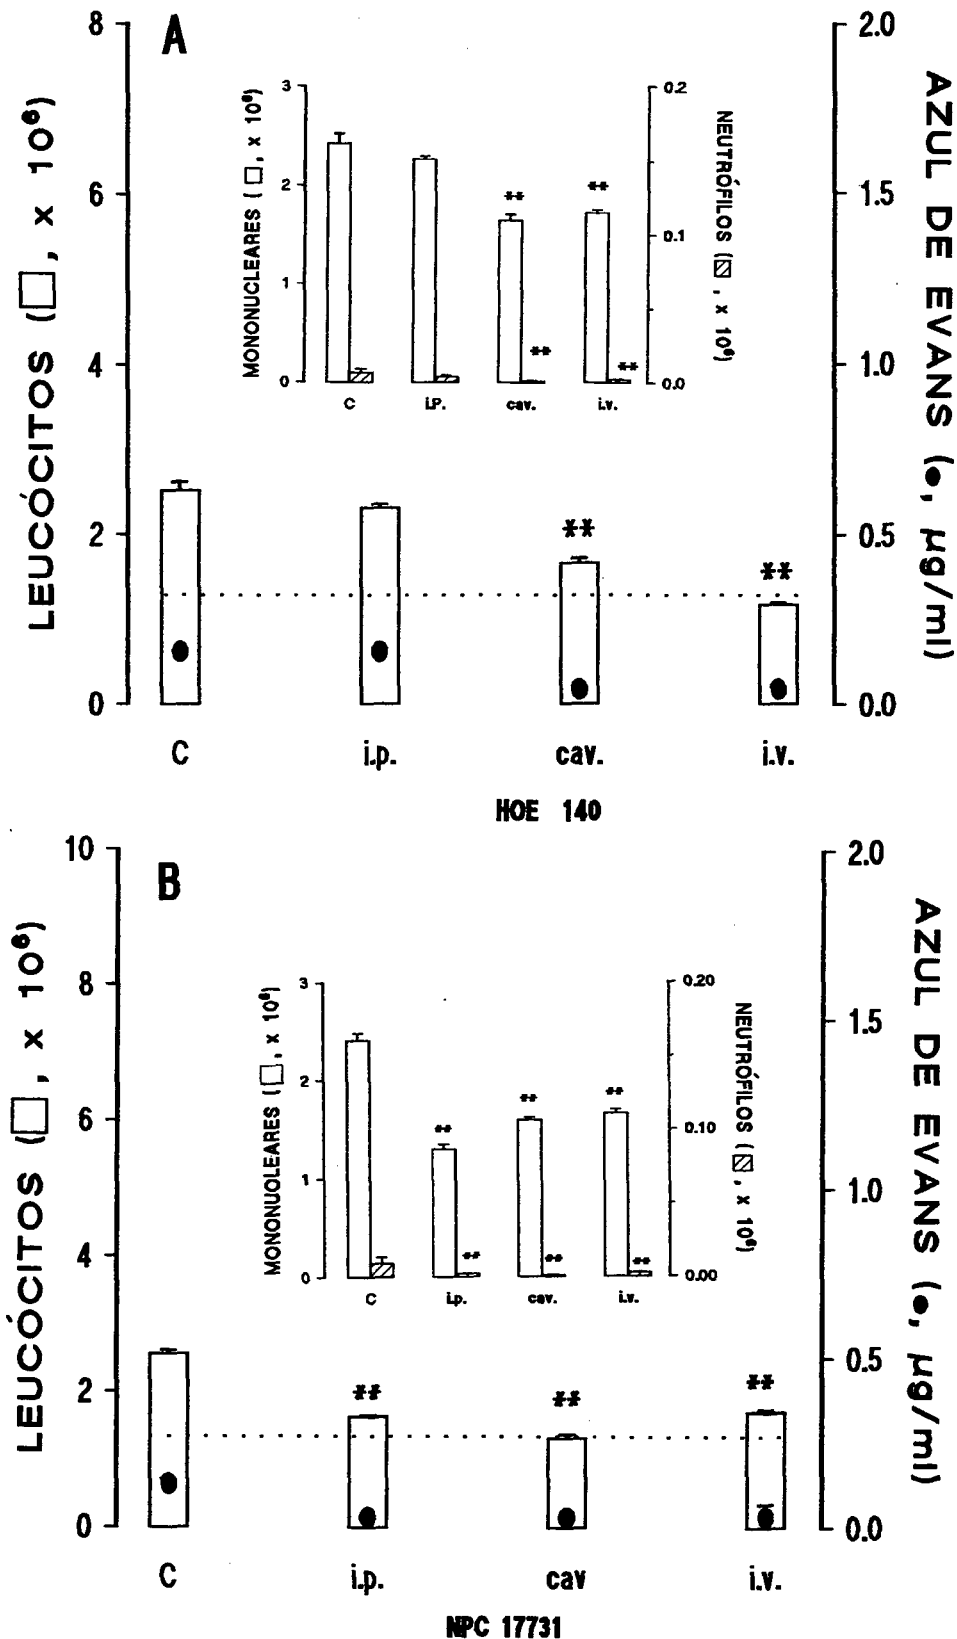 A
LEUCÓCITOS (□, x 10⁶)
8
6
4
2
0
AZUL DE EVANS (●, µg/ml)
2.0
1.5
1.0
0.5
0.0
MONONUCLEARES (□, x 10⁶)
3
2
1
0
NEUTRÓFILOS (▨, x 10⁶)
0.2
0.1
0.0
** **
** **
C i.P. cav. i.v.
** **
C i.p. cav. i.v.
HOE 140
B
LEUCÓCITOS (□, x 10⁶)
10
8
6
4
2
0
AZUL DE EVANS (●, µg/ml)
2.0
1.5
1.0
0.5
0.0
MONONUOLEARES (□, x 10⁶)
3
2
1
0
NEUTRÓFILOS (▨, x 10⁶)
0.20
0.10
0.00
** ** **
** ** **
C i.p. cav. i.v.
** ** **
C i.p. cav i.v.
NPC 17731